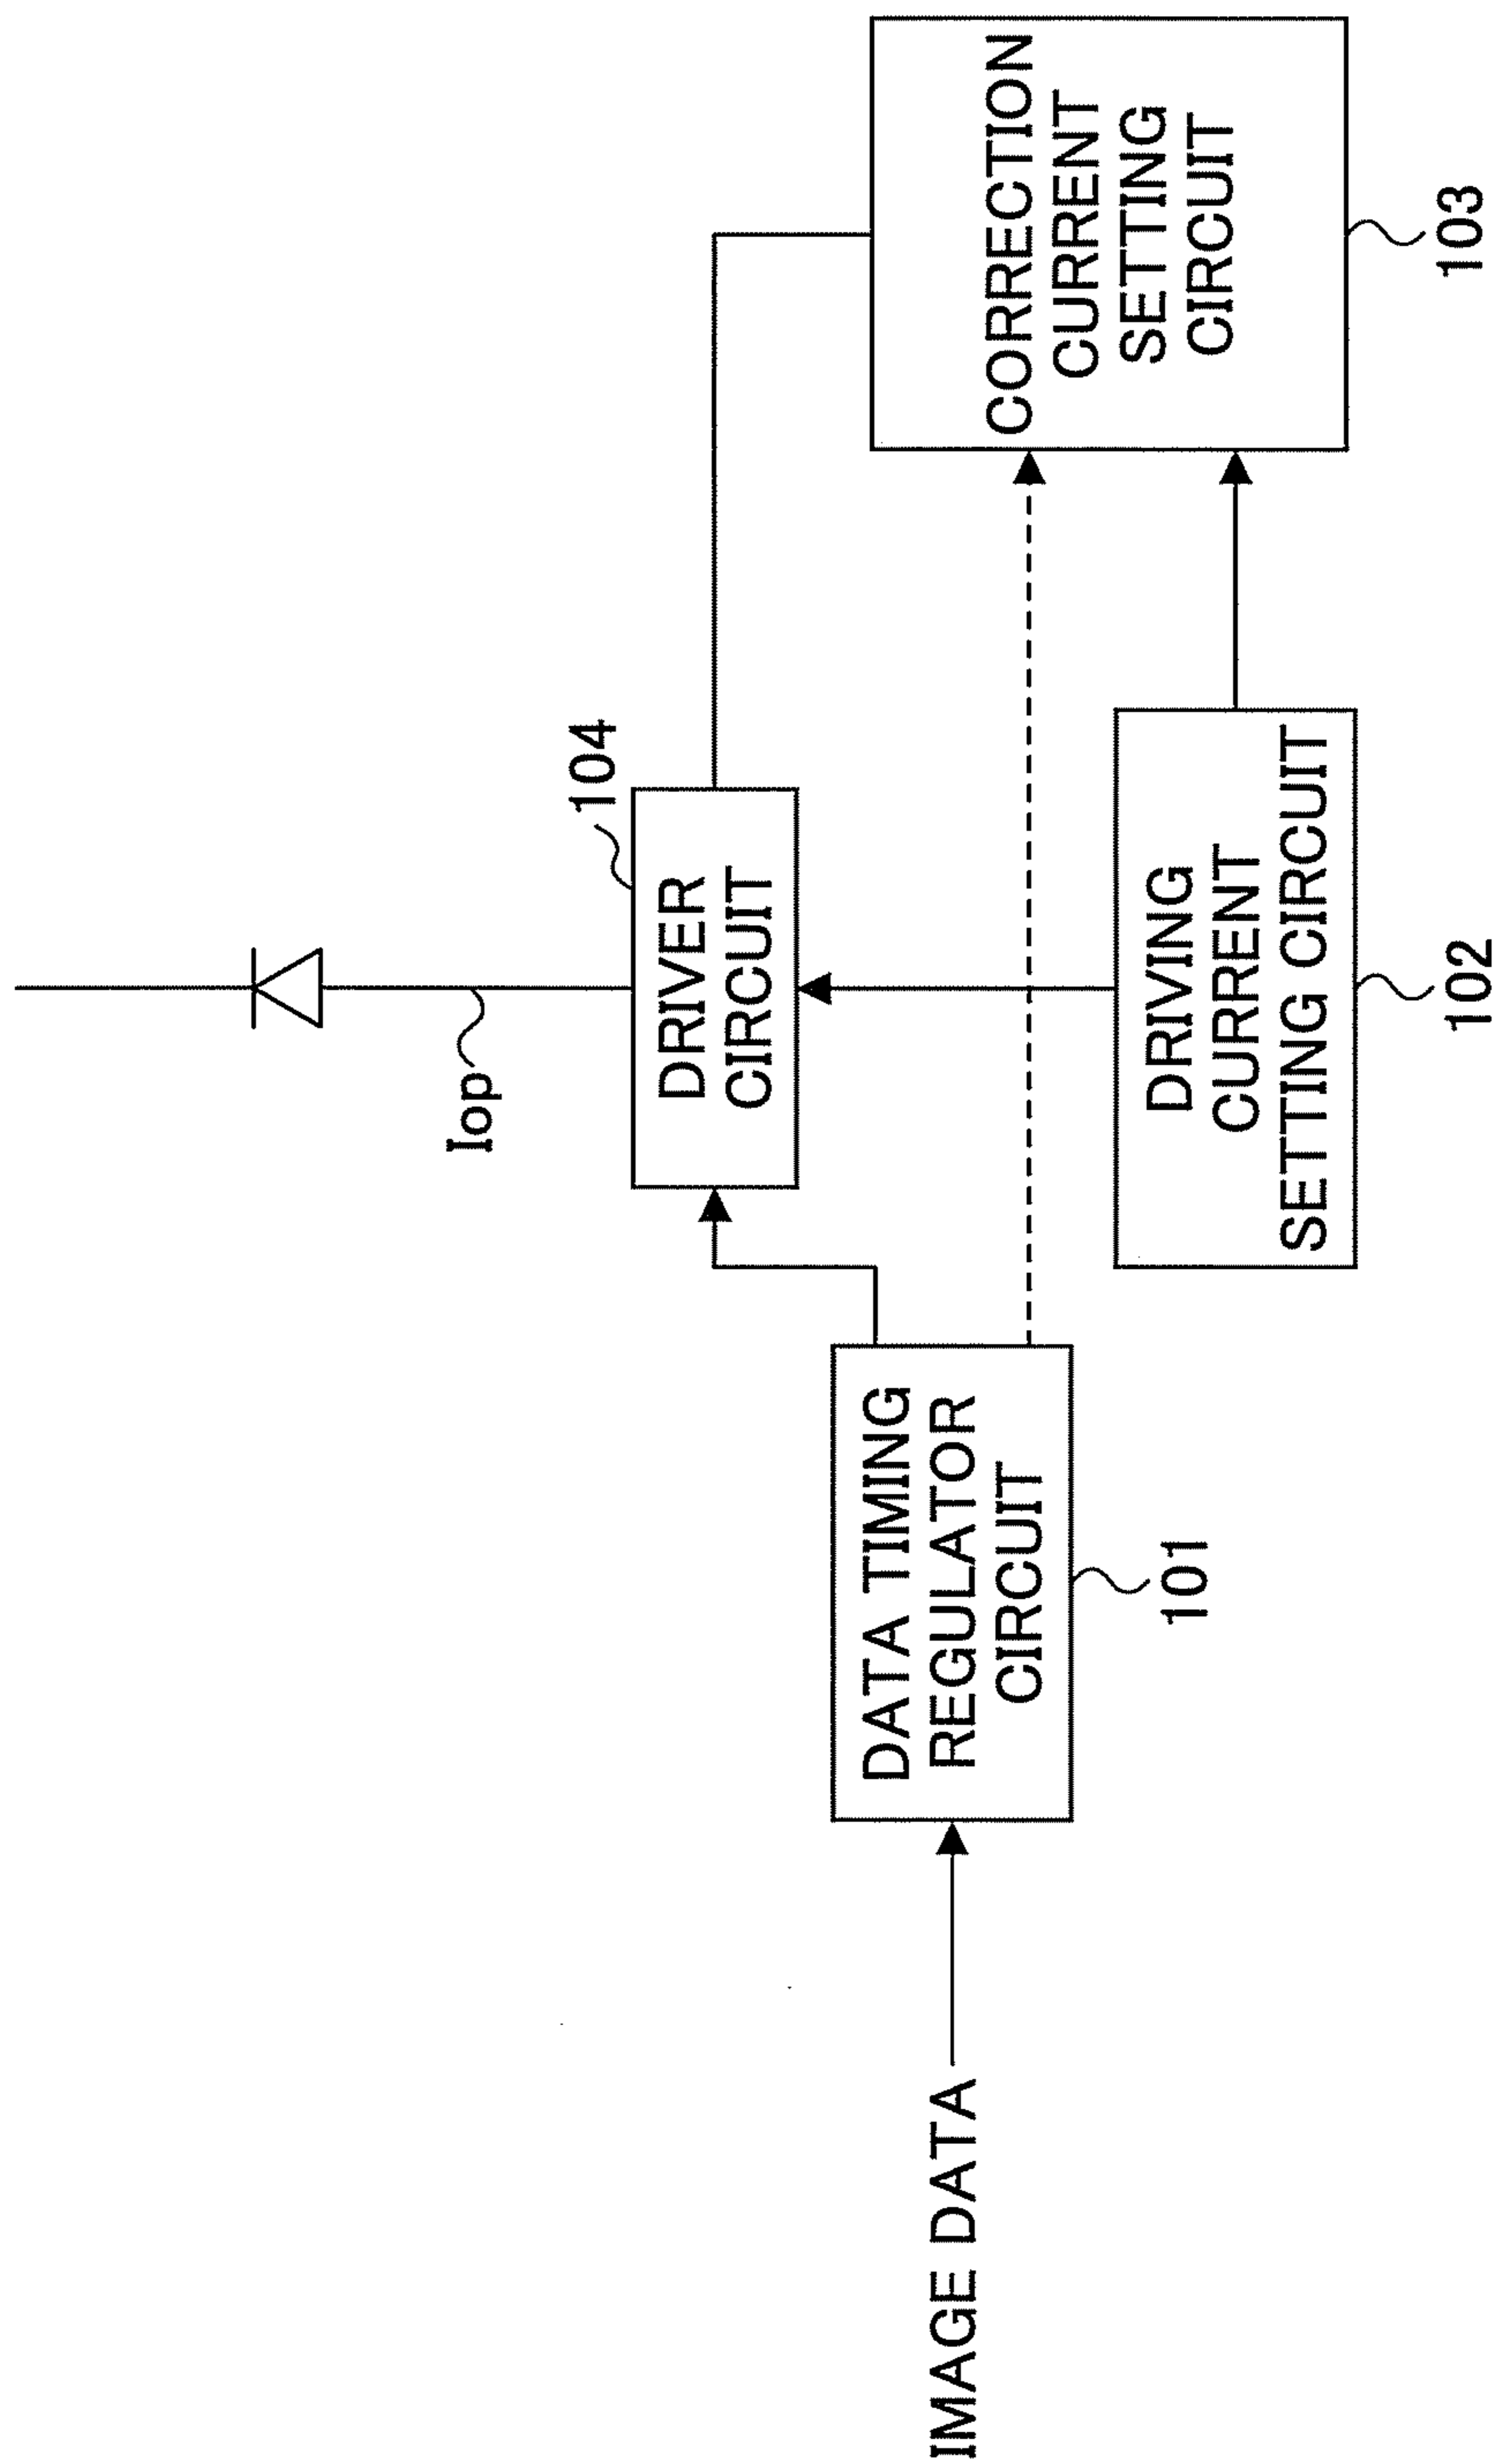 Iop
104
DRIVER
CIRCUIT
CORRECTION
CURRENT
SETTING
CIRCUIT
103
IMAGE DATA
DATA TIMING
REGULATOR
CIRCUIT
101
DRIVING
CURRENT
SETTING CIRCUIT
102